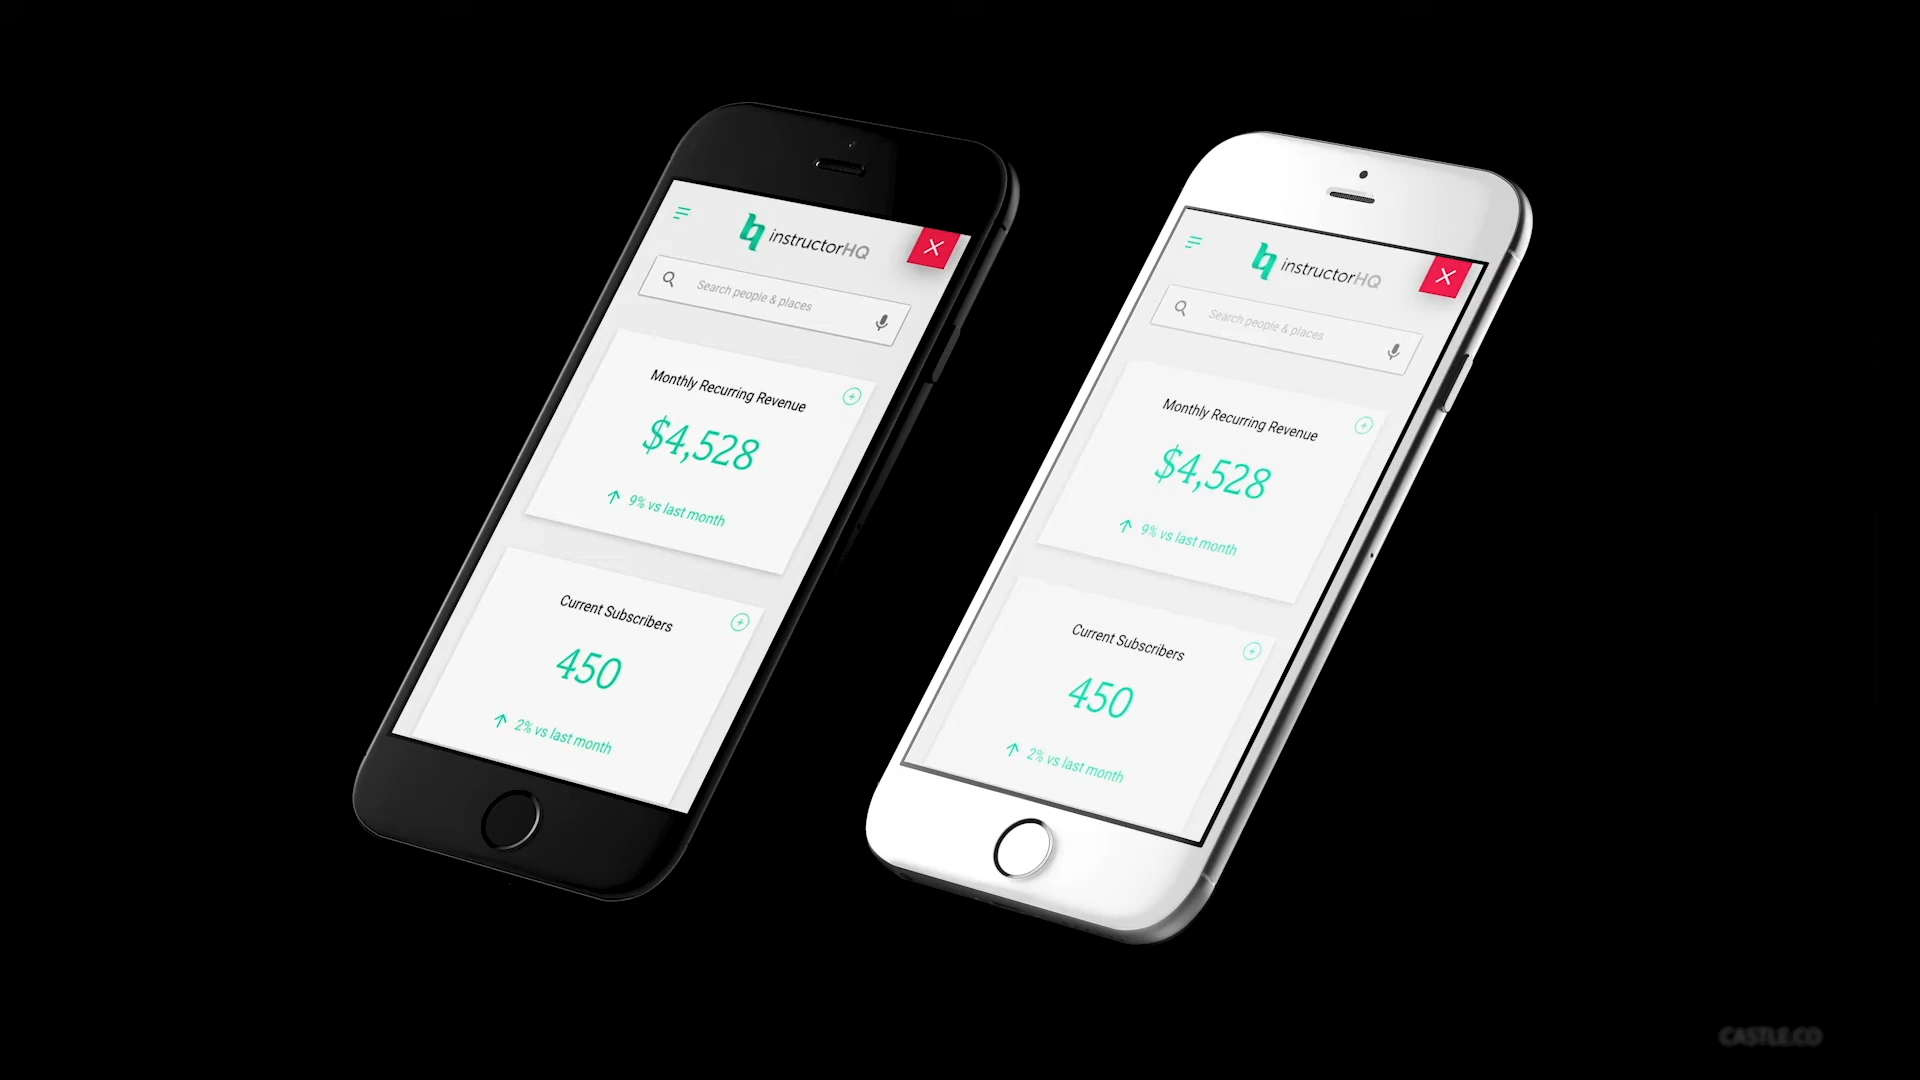 instructorHQ
Search people & places
Monthly Recurring Revenue
$4,528
9% vs last month
Current Subscribers
450
2% vs last month
instructorHQ
Search people & places
Monthly Recurring Revenue
$4,528
9% vs last month
Current Subscribers
450
2% vs last month
CASTLE.CO